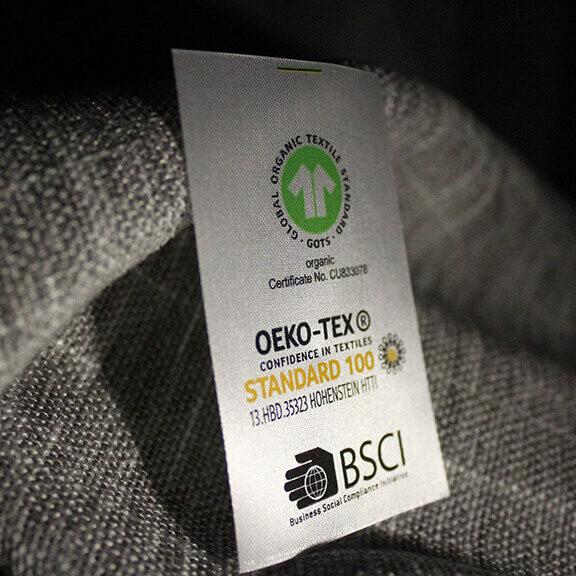 GLOBAL ORGANIC TEXTILE STANDARD
· GOTS ·
organic
Certificate No. CU833078
OEKO-TEX®
CONFIDENCE IN TEXTILES
STANDARD 100
13.HBD.35323 HOHENSTEIN HTTI
BSCI
Business Social Compliance Initiative